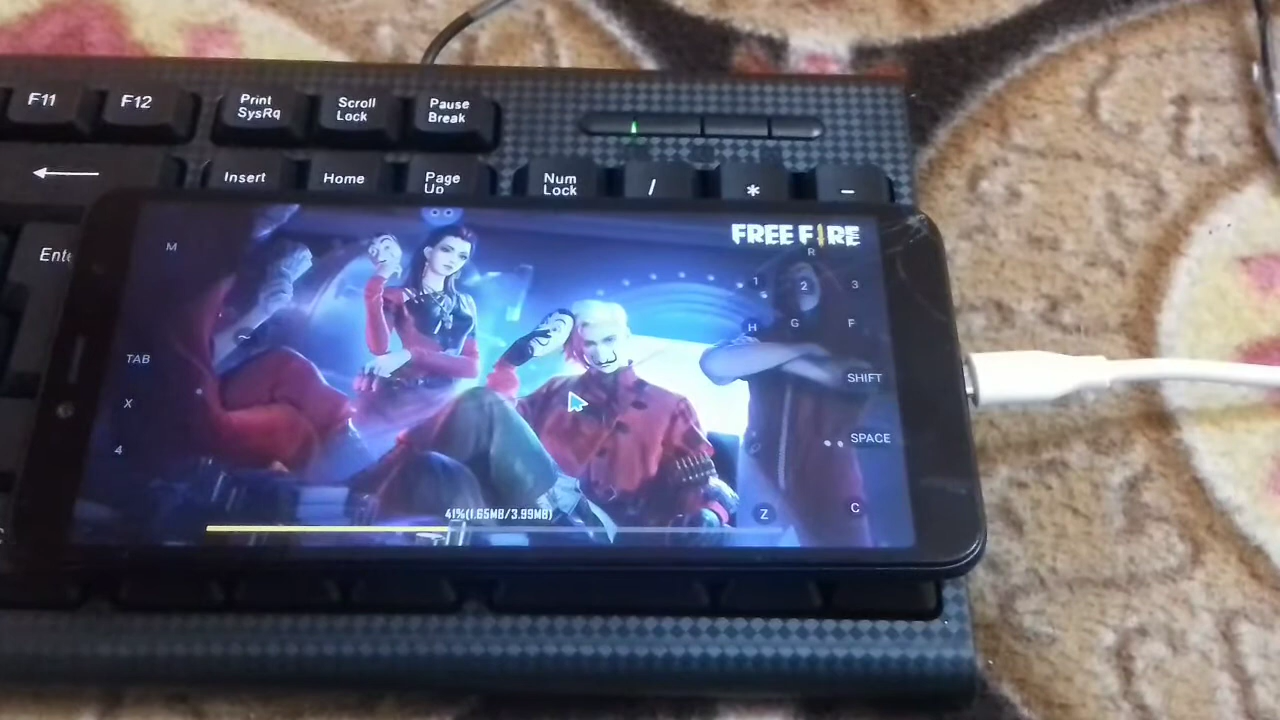 F11
F12
Print
SysRq
Scroll
Lock
Pause
Break
Insert
Home
Page
Up
Num
Lock
/
*
-
FREE FIRE
M
R
1
2
3
H
G
F
TAB
SHIFT
X
SPACE
4
41%(1.65MB/3.99MB)
Z
C